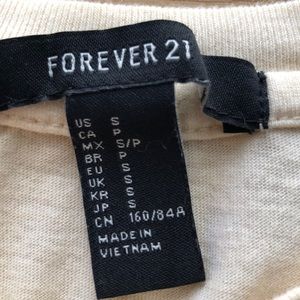 FOREVER 21
US S
CA P
MX S/P
BR P
EU S
UK S
KR S
JP S
CN 160/84A
MADE IN
VIETNAM